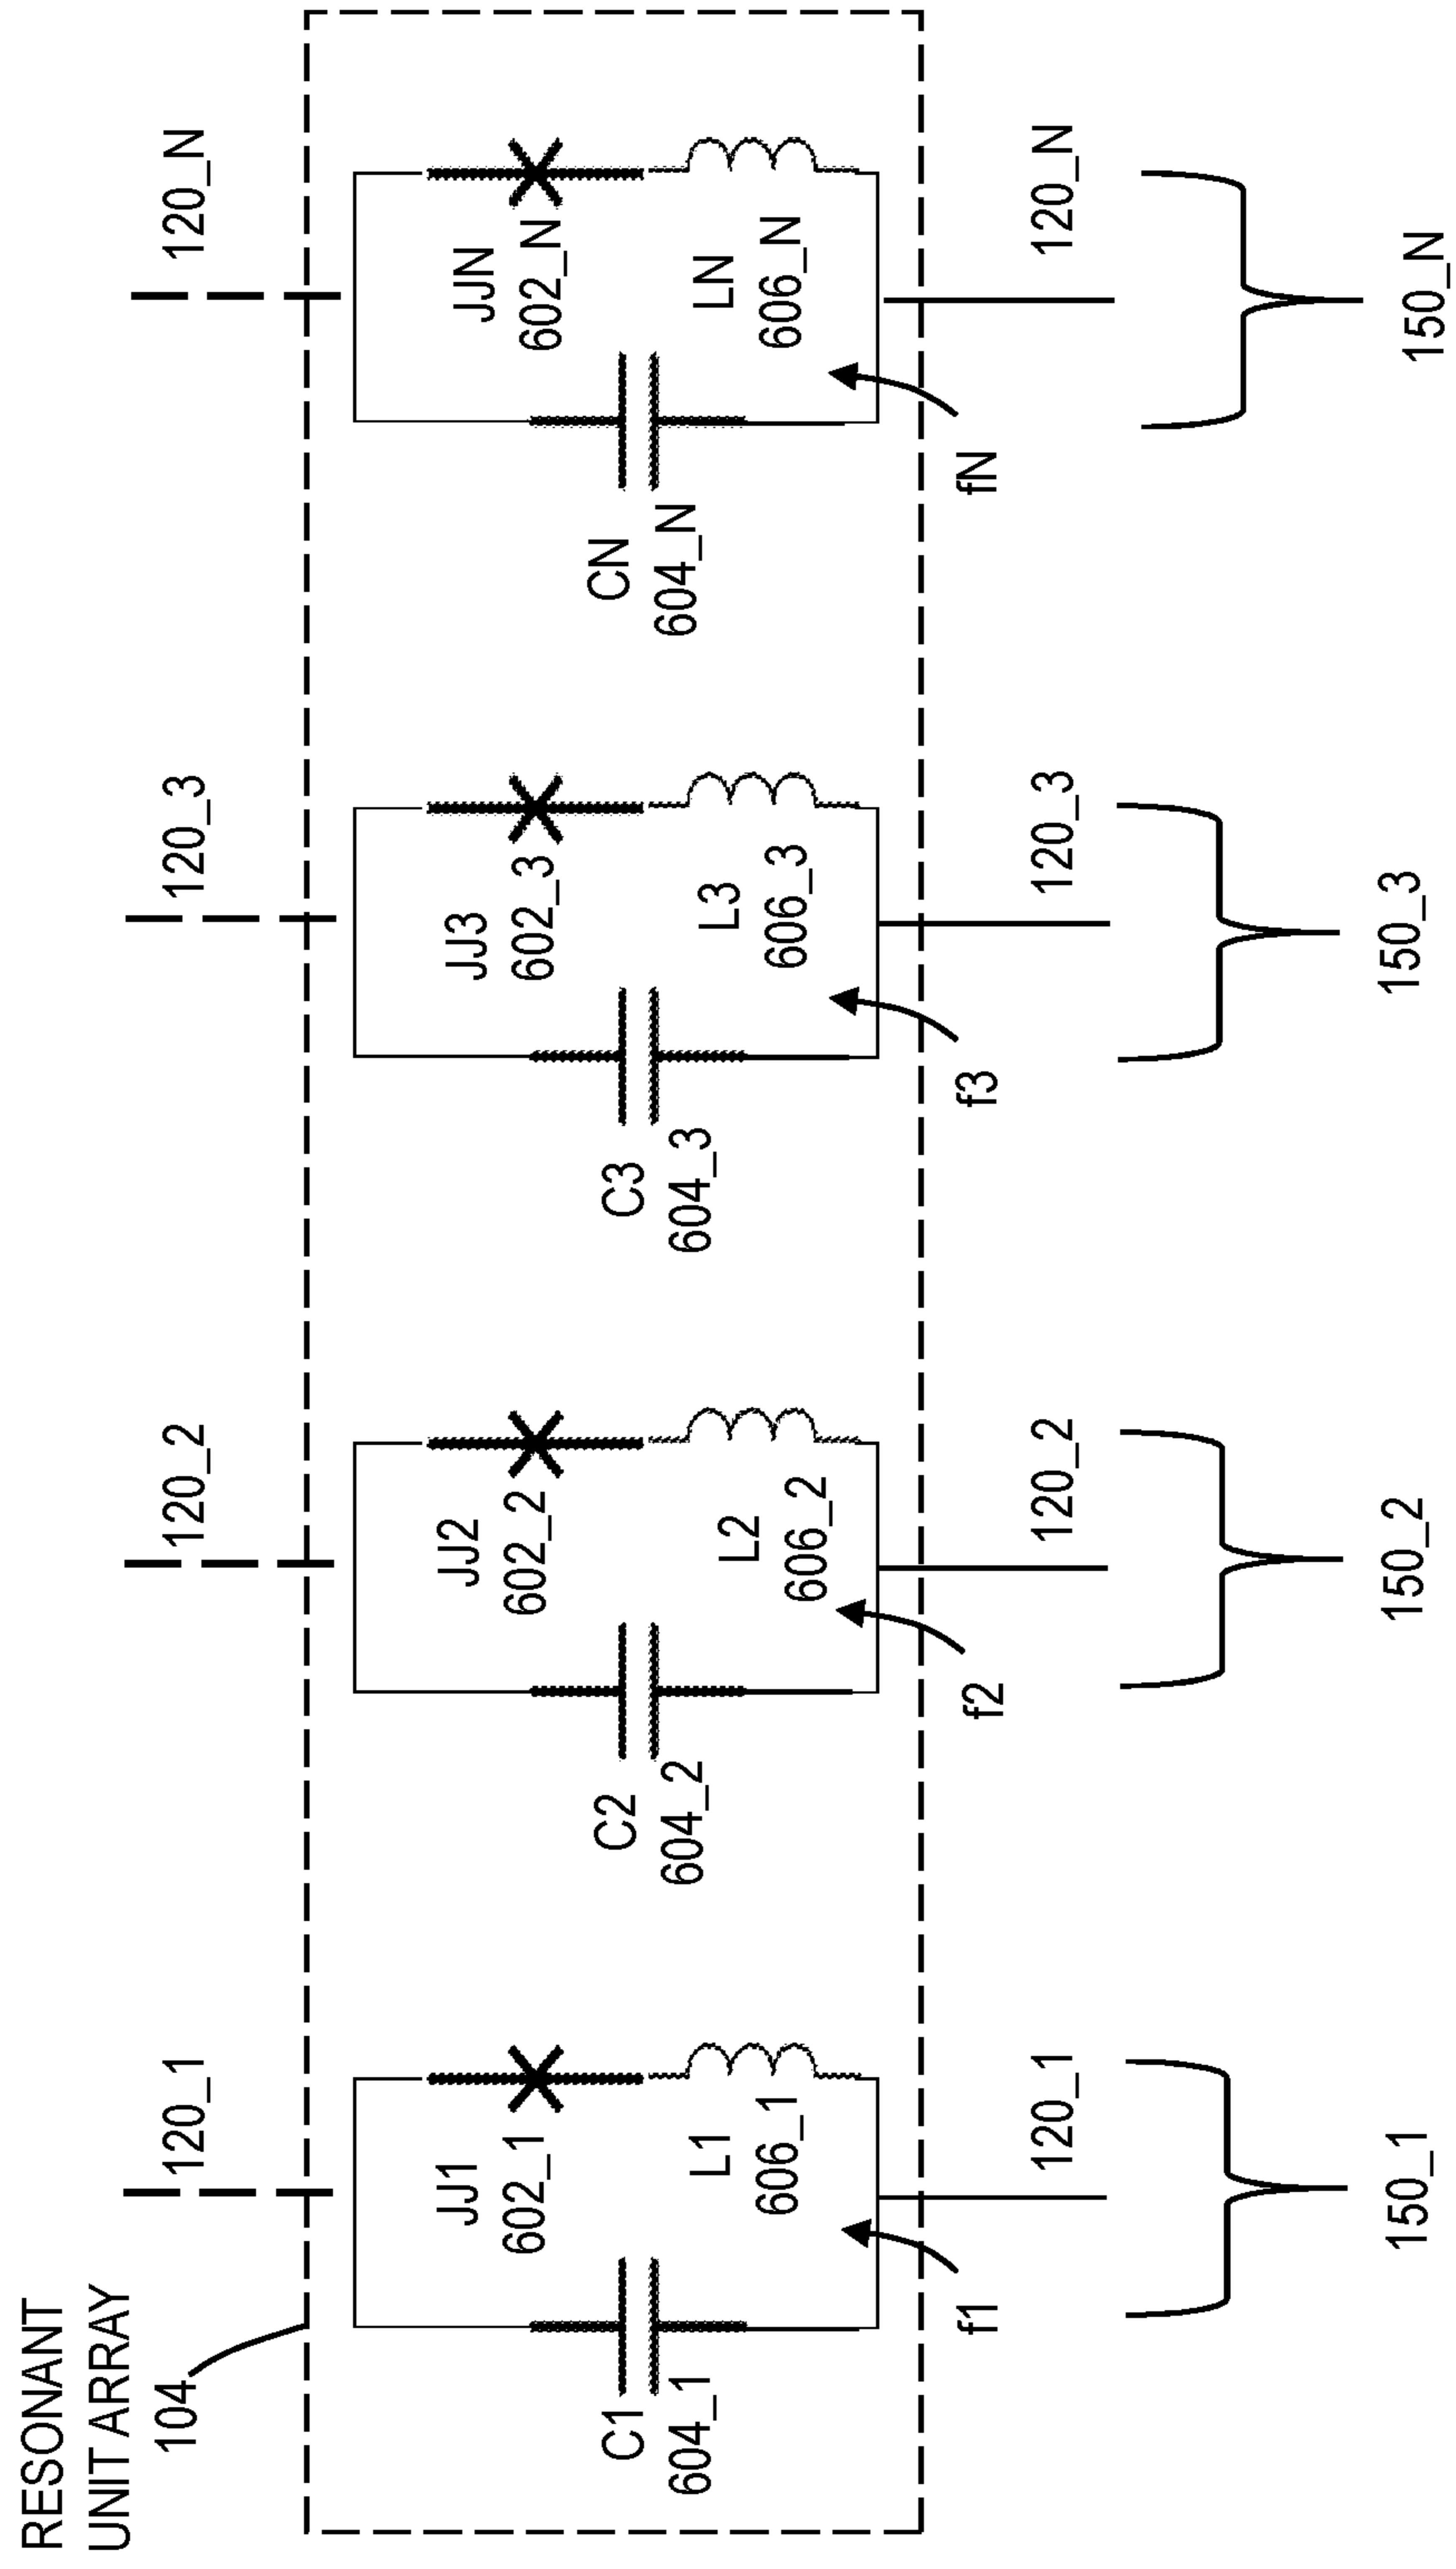 RESONANT
UNIT ARRAY
104
120_1
120_2
120_3
120_N
JJ1
602_1
C1
604_1
L1
606_1
f1
JJ2
602_2
C2
604_2
L2
606_2
f2
JJ3
602_3
C3
604_3
L3
606_3
f3
JJN
602_N
CN
604_N
LN
606_N
fN
120_1
120_2
120_3
120_N
150_1
150_2
150_3
150_N